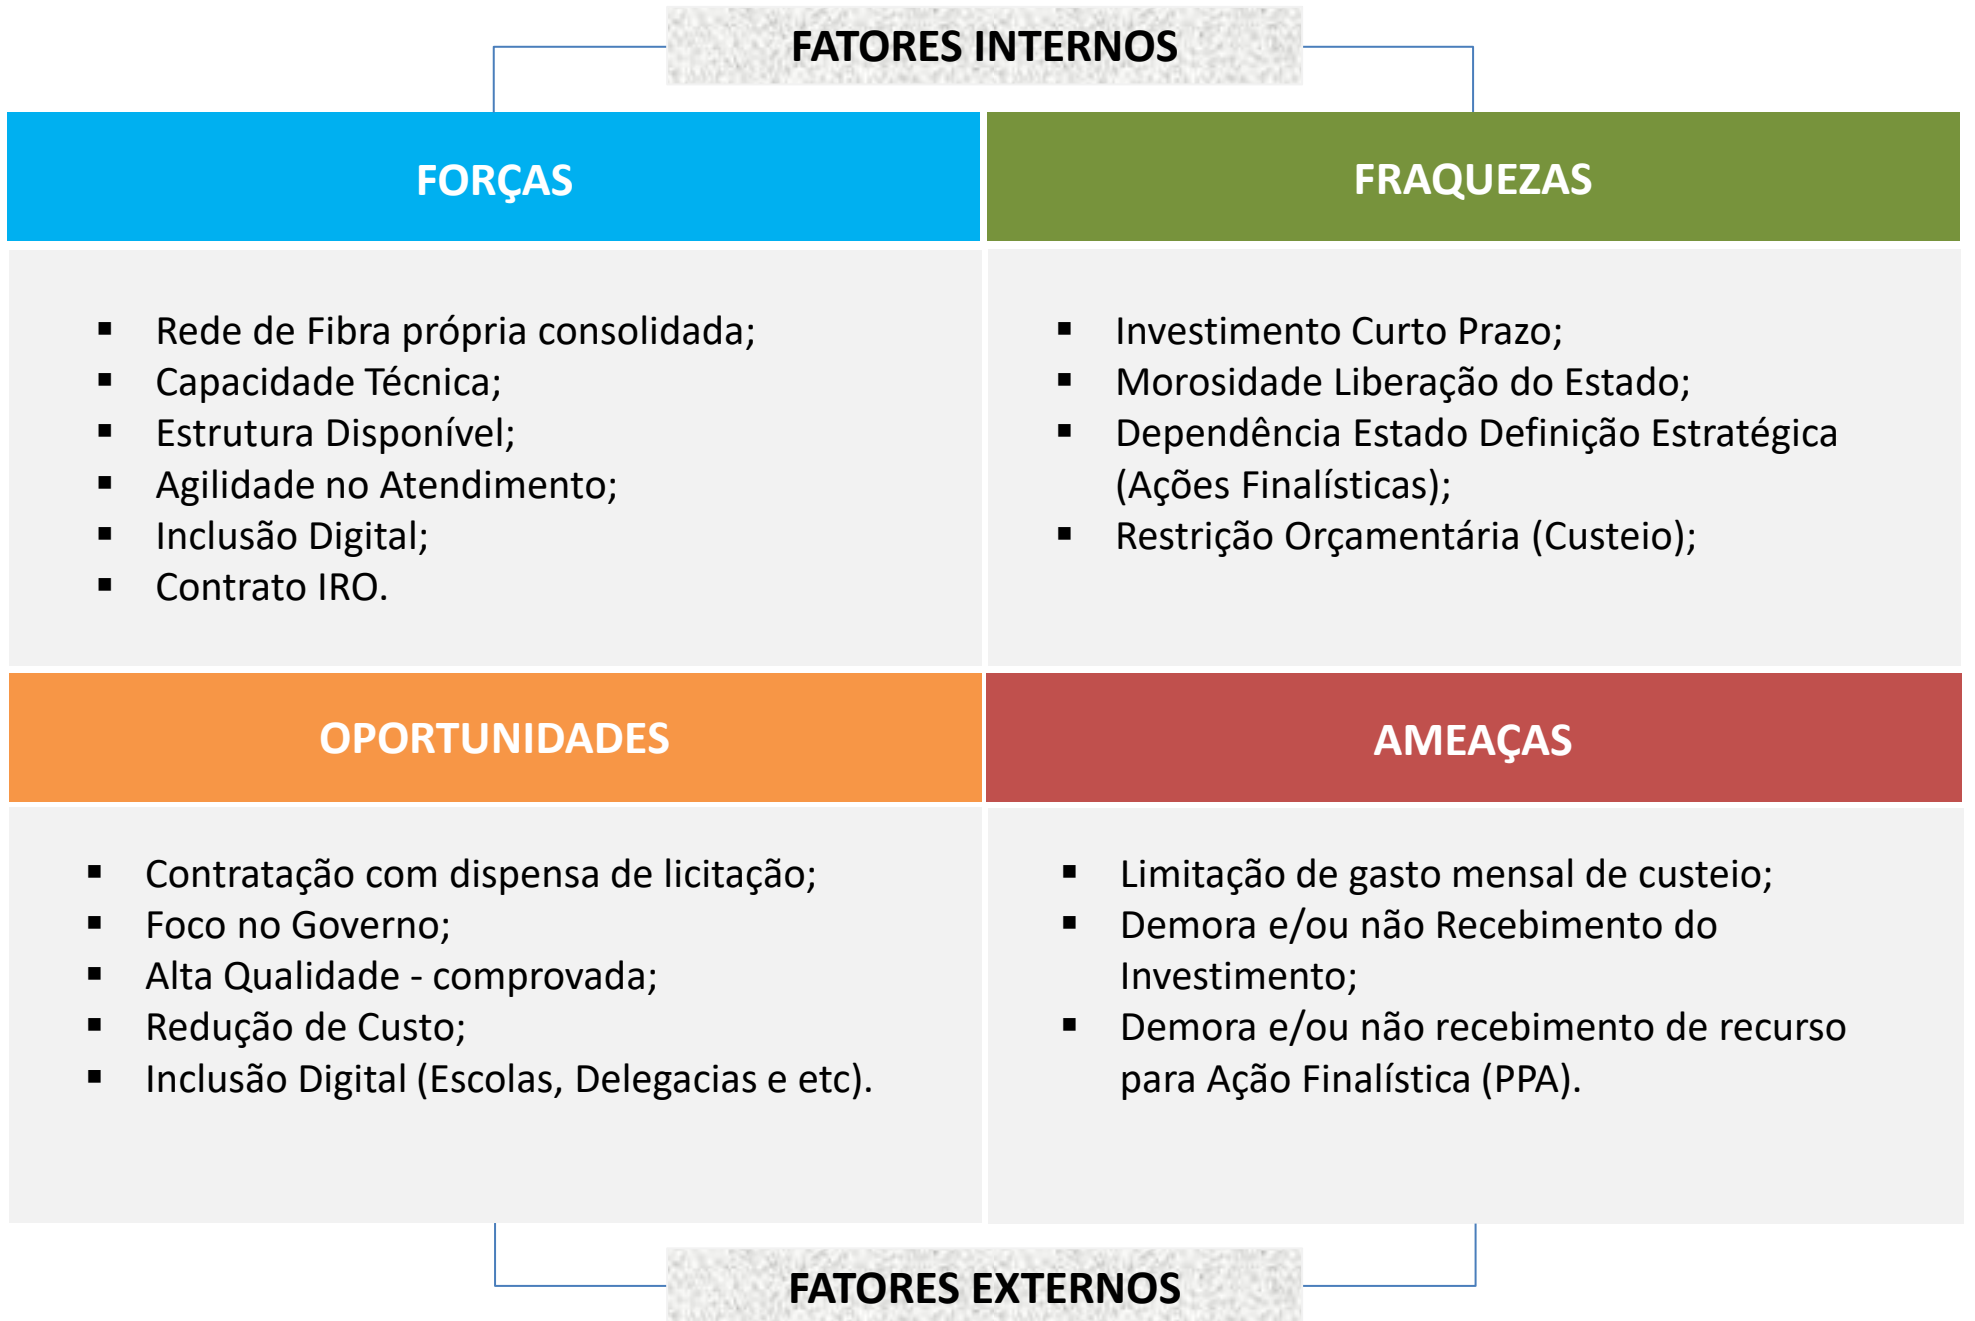 FATORES INTERNOS
FORÇAS
▪ Rede de Fibra própria consolidada;
▪ Capacidade Técnica;
▪ Estrutura Disponível;
▪ Agilidade no Atendimento;
▪ Inclusão Digital;
▪ Contrato IRO.
FRAQUEZAS
▪ Investimento Curto Prazo;
▪ Morosidade Liberação do Estado;
▪ Dependência Estado Definição Estratégica
(Ações Finalísticas);
▪ Restrição Orçamentária (Custeio);
OPORTUNIDADES
▪ Contratação com dispensa de licitação;
▪ Foco no Governo;
▪ Alta Qualidade - comprovada;
▪ Redução de Custo;
▪ Inclusão Digital (Escolas, Delegacias e etc).
AMEAÇAS
▪ Limitação de gasto mensal de custeio;
▪ Demora e/ou não Recebimento do
Investimento;
▪ Demora e/ou não recebimento de recurso
para Ação Finalística (PPA).
FATORES EXTERNOS